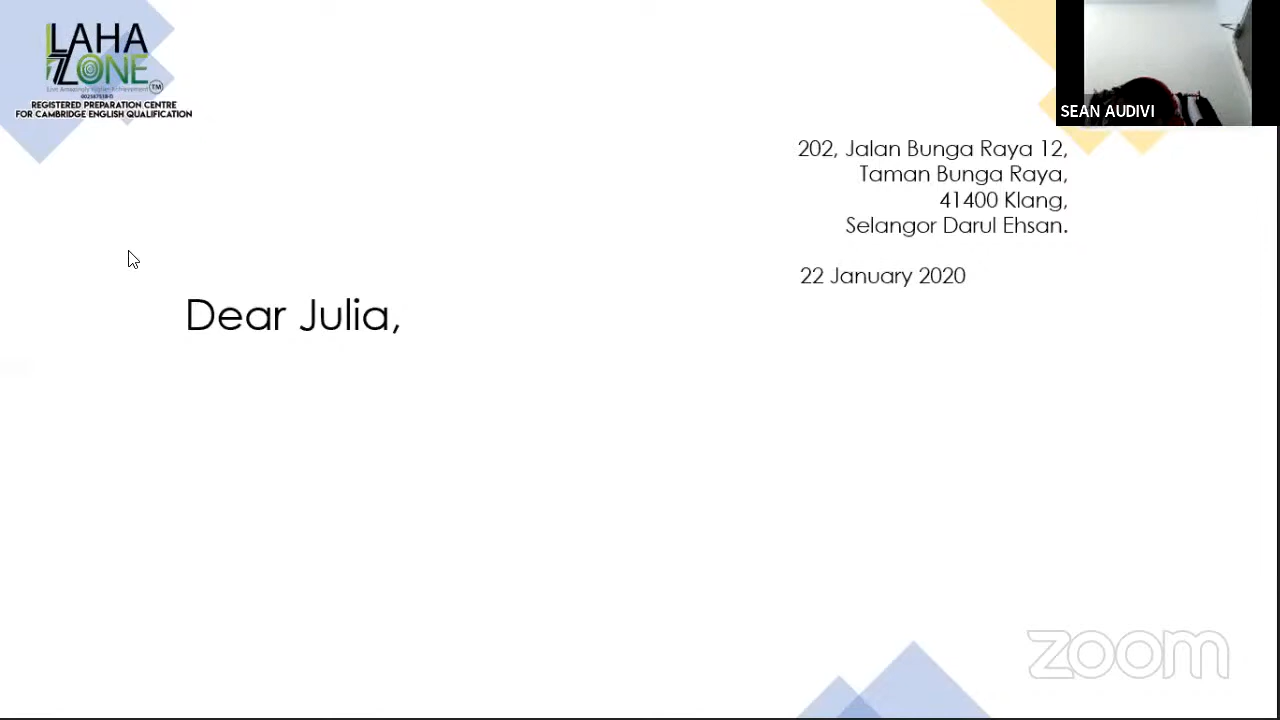 LAHA
ZONE
TM
REGISTERED PREPARATION CENTRE
FOR CAMBRIDGE ENGLISH QUALIFICATION
SEAN AUDIVI
202, Jalan Bunga Raya 12,
Taman Bunga Raya,
41400 Klang,
Selangor Darul Ehsan.
22 January 2020
Dear Julia,
zoom